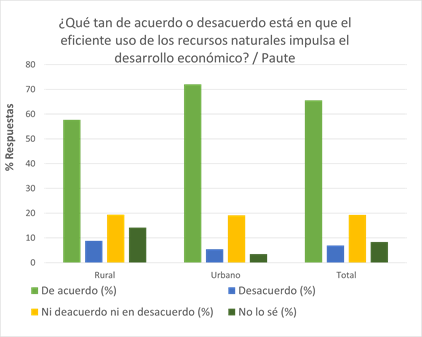 ¿Qué tan de acuerdo o desacuerdo está en que el
eficiente uso de los recursos naturales impulsa el
desarrollo económico? / Paute
80
70
60
50
40
30
20
10
0
% Respuestas
Rural Urbano Total
De acuerdo (%) Desacuerdo (%)
Ni deacuerdo ni en desacuerdo (%) No lo sé (%)